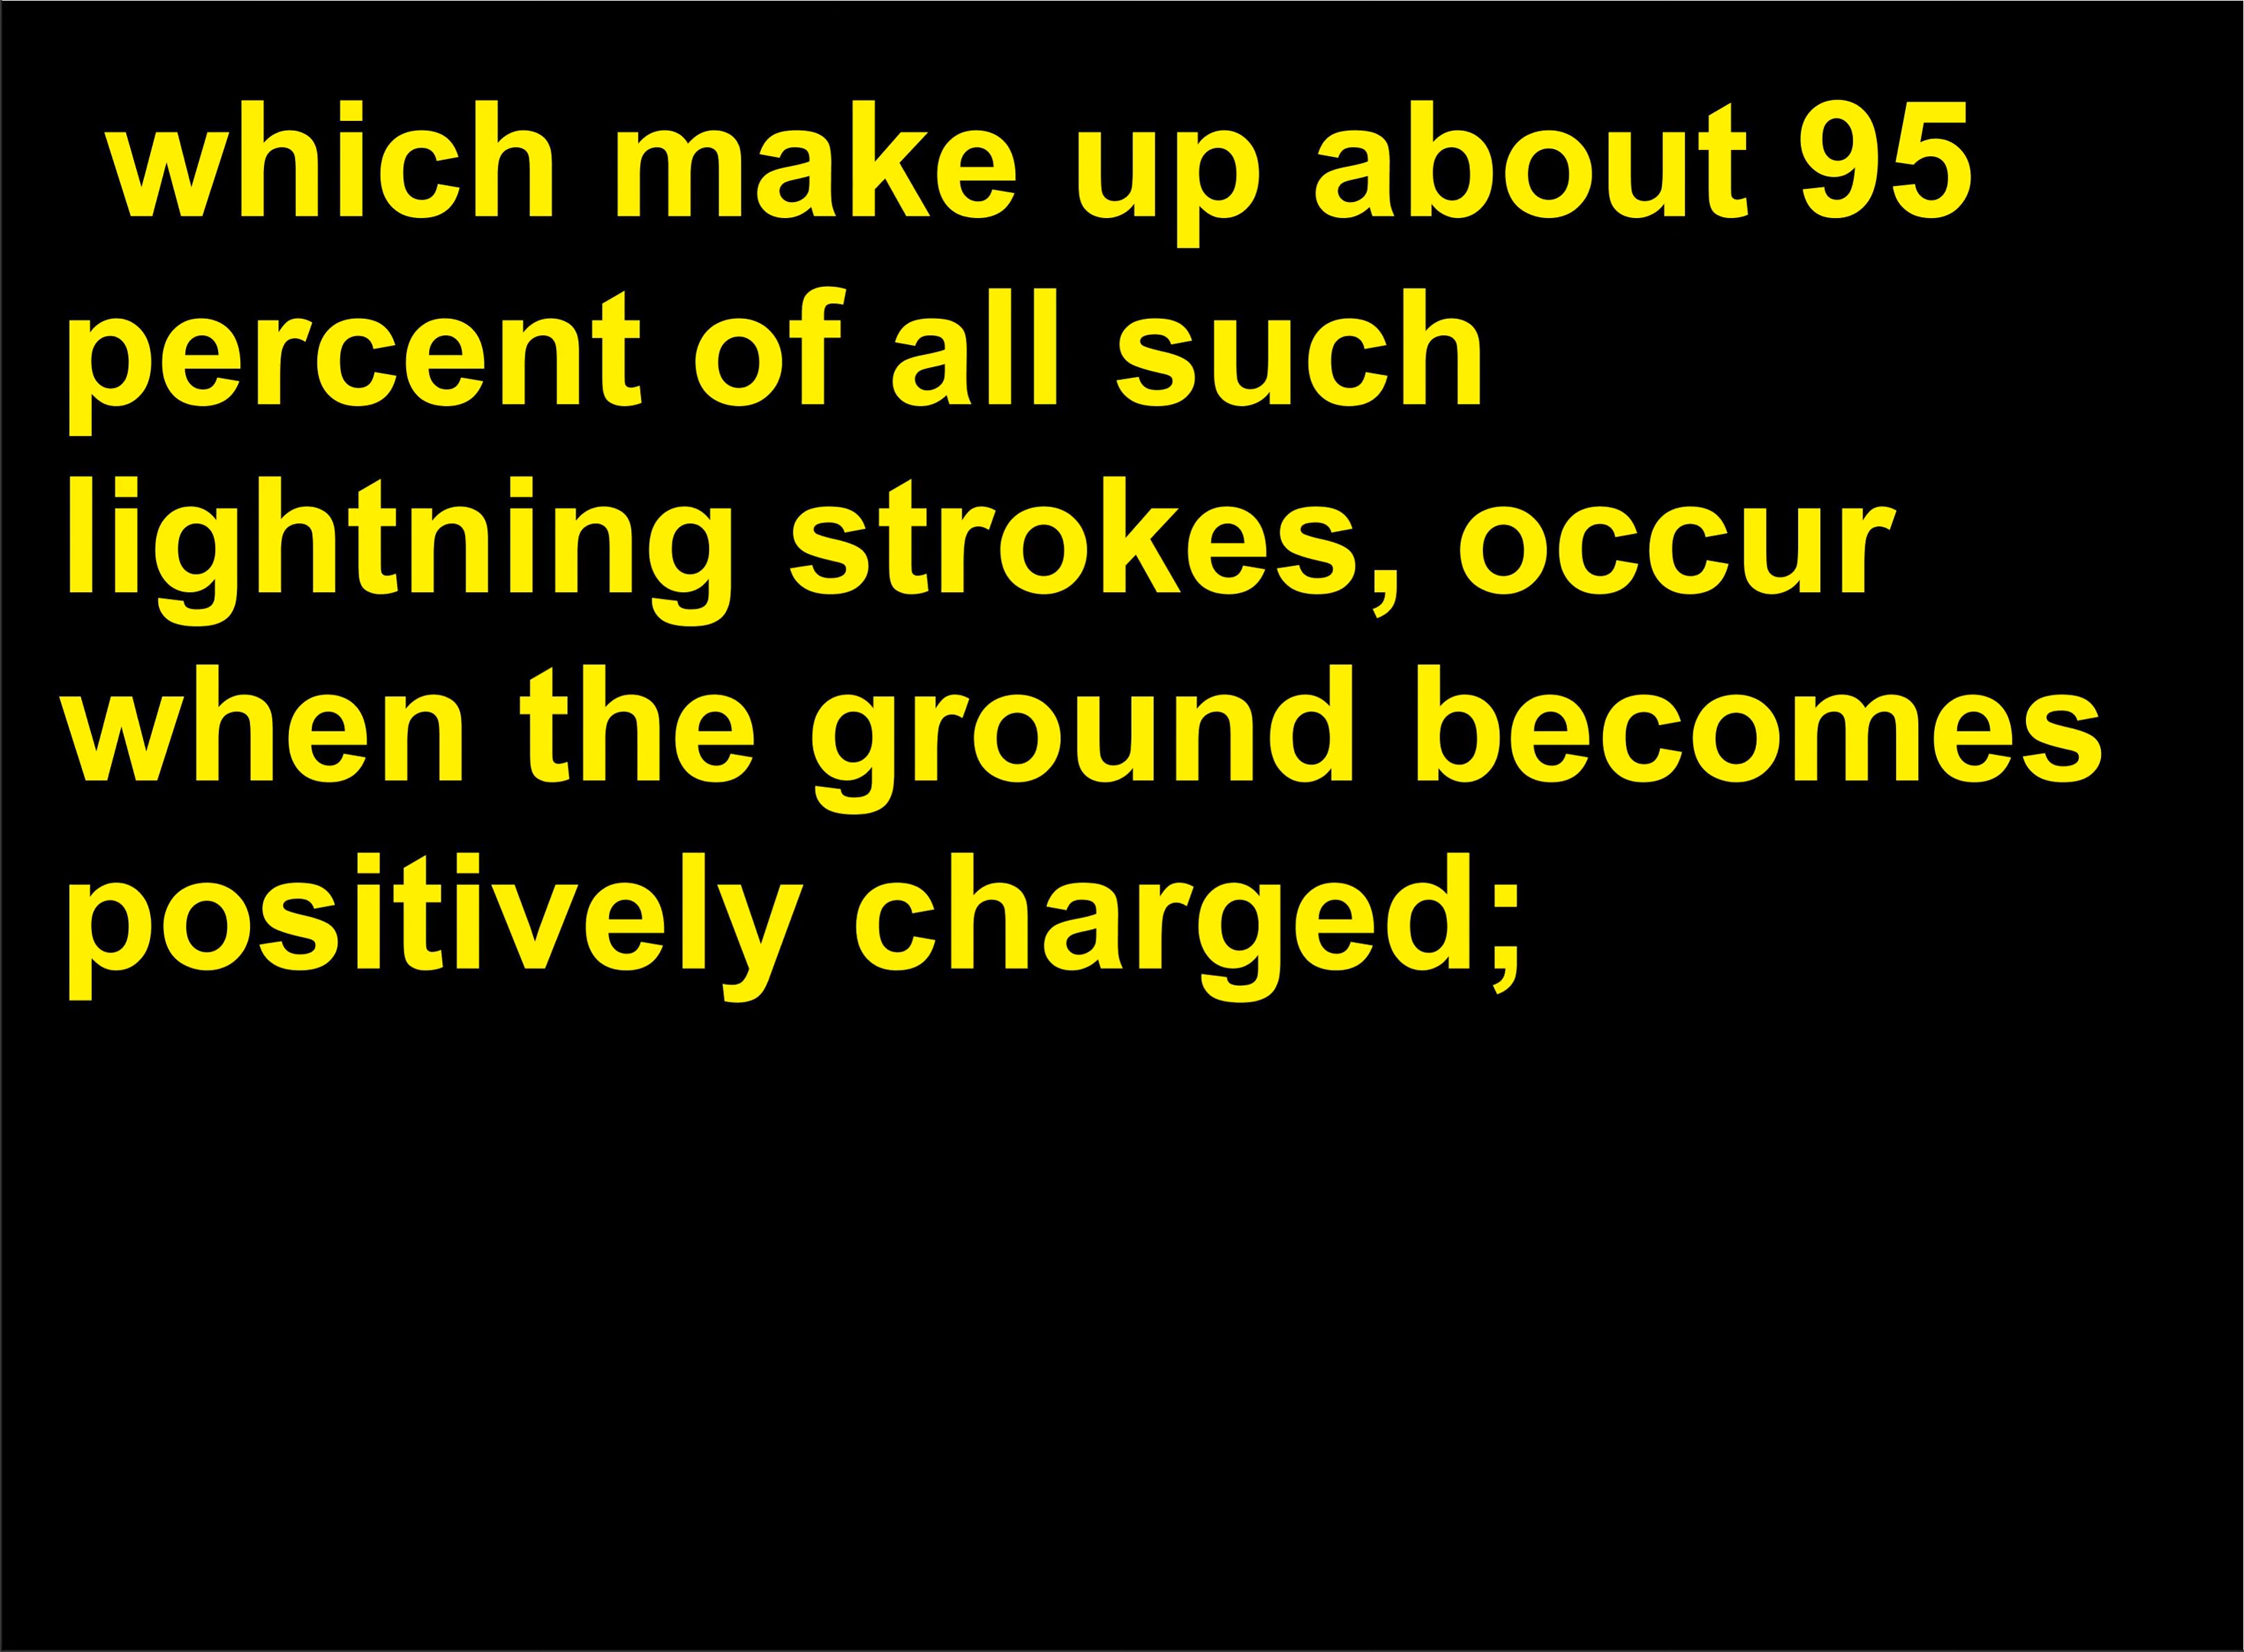 which make up about 95
percent of all such
lightning strokes, occur
when the ground becomes
positively charged;